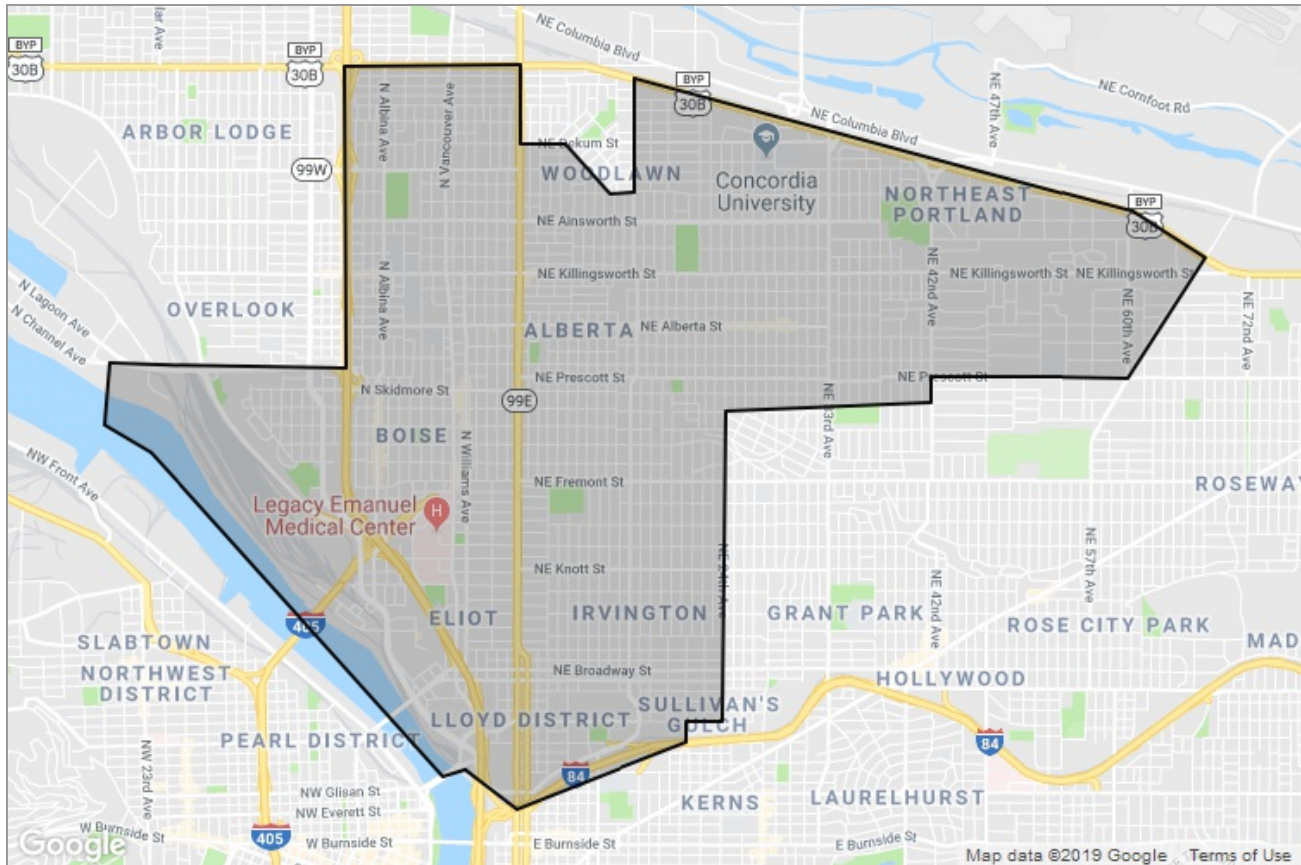 lar Ave
NE Columbia Blvd
BYP
30B
BYP
30B
BYP
30B
NE 47th Ave
NE Cornfoot Rd
NE Columbia Blvd
ARBOR LODGE
N Albina Ave
N Vancouver Ave
99W
NE Dekum St
WOODLAWN
Concordia
University
NORTHEAST
PORTLAND
BYP
30B
NE Ainsworth St
NE Killingsworth St
NE Killingsworth St
NE Killingsworth St
N Lagoon Ave
N Channel Ave
OVERLOOK
N Albina Ave
ALBERTA
NE Alberta St
NE 42nd Ave
NE 60th Ave
NE 72nd Ave
N Skidmore St
NE Prescott St
NE Prescott St
99E
NE 33rd Ave
BOISE
N Williams Ave
NW Front Ave
NE Fremont St
ROSEWAY
Legacy Emanuel
Medical Center
H
NE Knott St
NE 24th Ave
NE 42nd Ave
NE 57th Ave
ELIOT
IRVINGTON
GRANT PARK
ROSE CITY PARK
MAD
405
SLABTOWN
NORTHWEST
DISTRICT
NE Broadway St
HOLLYWOOD
LLOYD DISTRICT
SULLIVAN'S
GULCH
PEARL DISTRICT
84
84
NW 23rd Ave
NW Glisan St
NW Everett St
KERNS
LAURELHURST
W Burnside St
405
W Burnside St
E Burnside St
E Burnside St
Google
Map data ©2019 Google
Terms of Use